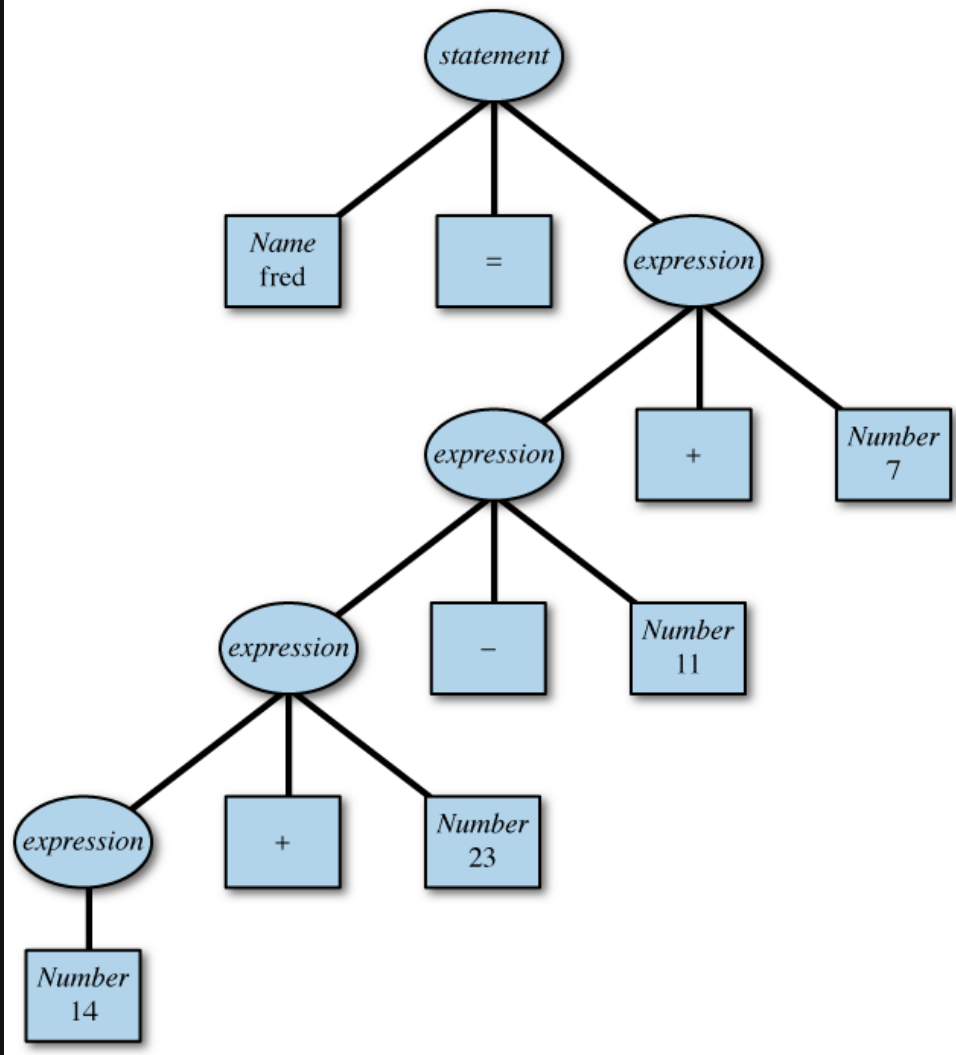 statement
Name
fred
=
expression
expression
+
Number
7
expression
−
Number
11
expression
+
Number
23
Number
14